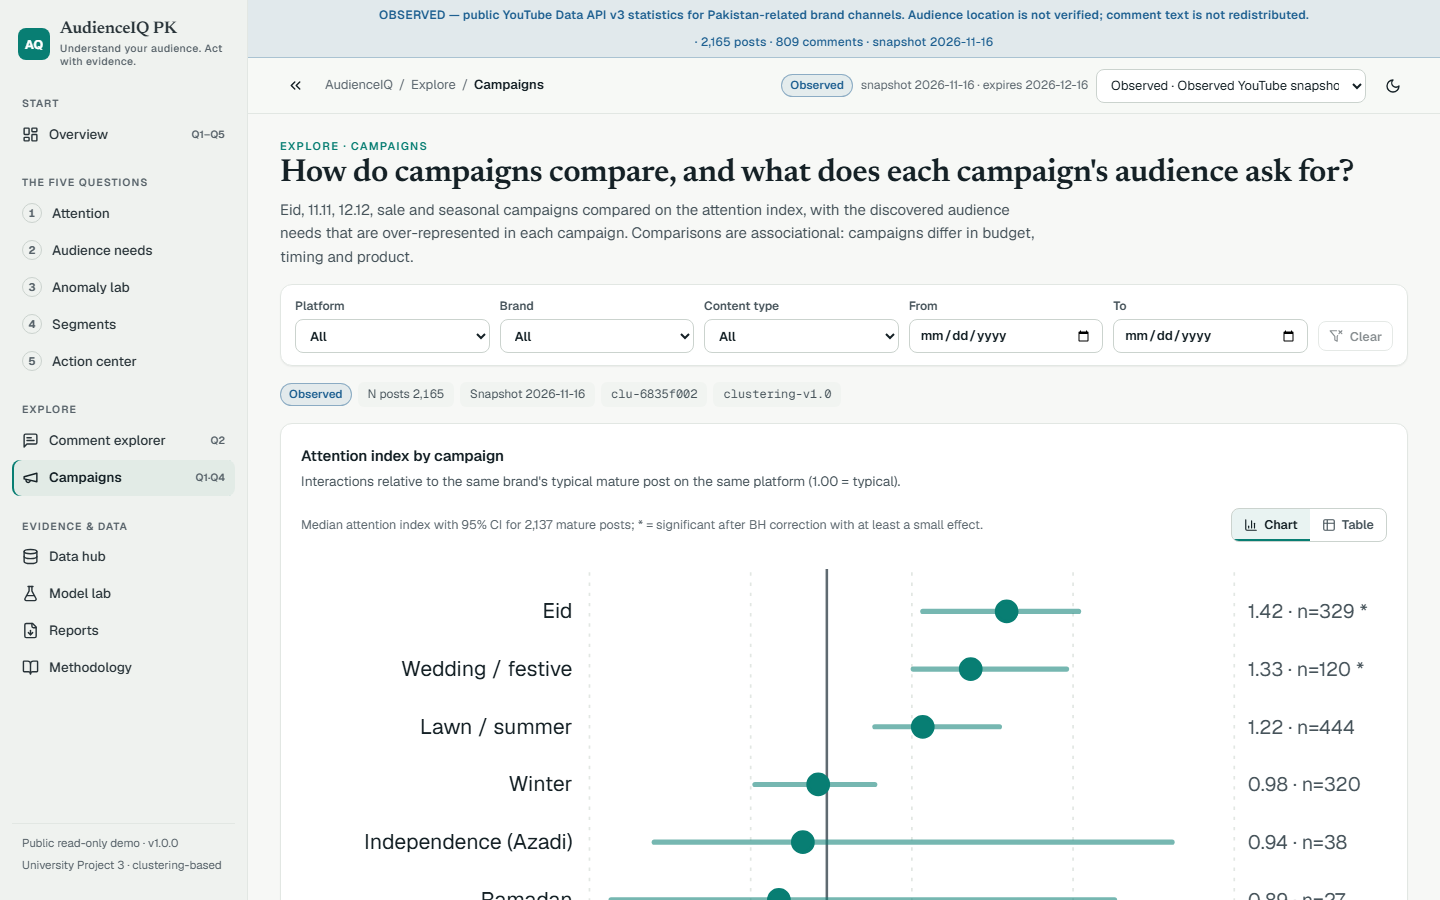 AQ
AudienceIQ PK
Understand your audience. Act
with evidence.
START
Overview Q1–Q5
THE FIVE QUESTIONS
1 Attention
2 Audience needs
3 Anomaly lab
4 Segments
5 Action center
EXPLORE
Comment explorer Q2
Campaigns Q1-Q4
EVIDENCE & DATA
Data hub
Model lab
Reports
Methodology
Public read-only demo · v1.0.0
University Project 3 · clustering-based
OBSERVED — public YouTube Data API v3 statistics for Pakistan-related brand channels. Audience location is not verified; comment text is not redistributed.
· 2,165 posts · 809 comments · snapshot 2026-11-16
AudienceIQ / Explore / Campaigns
Observed snapshot 2026-11-16 · expires 2026-12-16 Observed · Observed YouTube snapsho
EXPLORE · CAMPAIGNS
How do campaigns compare, and what does each campaign's audience ask for?
Eid, 11.11, 12.12, sale and seasonal campaigns compared on the attention index, with the discovered audience
needs that are over-represented in each campaign. Comparisons are associational: campaigns differ in budget,
timing and product.
Platform Brand Content type From To
All All All mm/dd/yyyy mm/dd/yyyy Clear
Observed N posts 2,165 Snapshot 2026-11-16 clu-6835f002 clustering-v1.0
Attention index by campaign
Interactions relative to the same brand's typical mature post on the same platform (1.00 = typical).
Median attention index with 95% CI for 2,137 mature posts; * = significant after BH correction with at least a small effect.
Chart Table
Eid 1.42 · n=329 *
Wedding / festive 1.33 · n=120 *
Lawn / summer 1.22 · n=444
Winter 0.98 · n=320
Independence (Azadi) 0.94 · n=38
Ramadan 0.89 · n=27